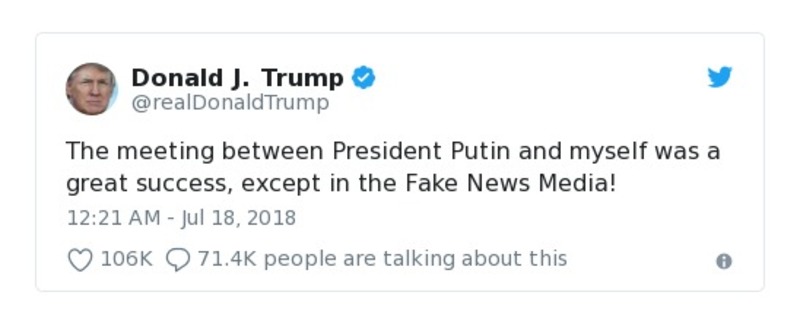 Donald J. Trump
@realDonaldTrump
The meeting between President Putin and myself was a
great success, except in the Fake News Media!
12:21 AM - Jul 18, 2018
106K 71.4K people are talking about this